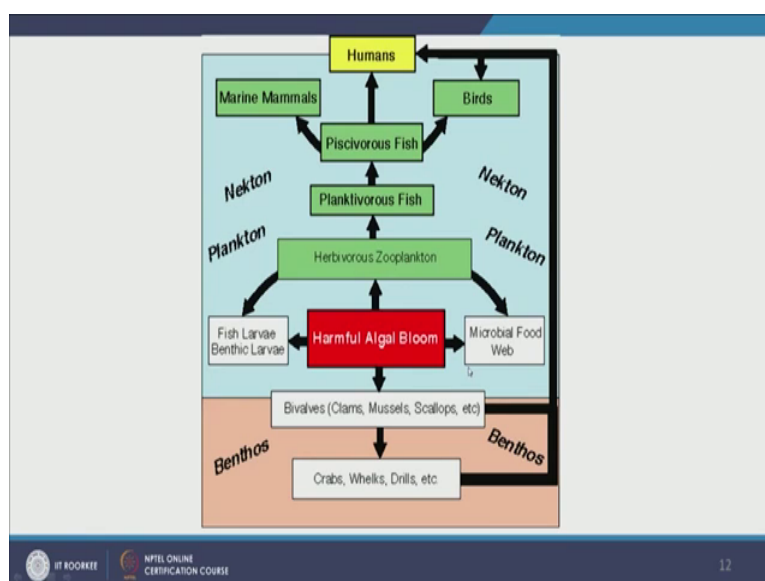 Humans
Marine Mammals
Birds
Piscivorous Fish
Nekton
Nekton
Planktivorous Fish
Plankton
Plankton
Herbivorous Zooplankton
Fish Larvae
Benthic Larvae
Harmful Algal Bloom
Microbial Food
Web
Bivalves (Clams, Mussels, Scallops, etc)
Benthos
Benthos
Crabs, Whelks, Drills, etc.
IIT ROORKEE
NPTEL ONLINE
CERTIFICATION COURSE
12